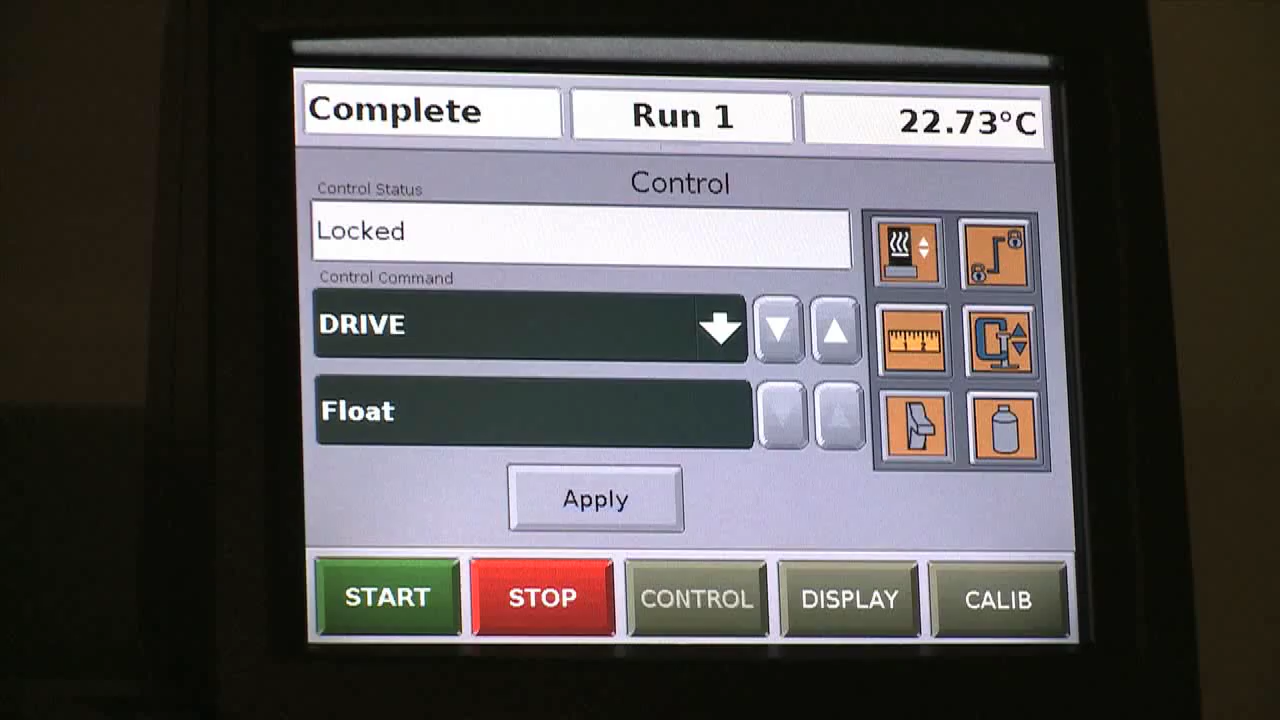 Complete
Run 1
22.73°C
Control
Control Status
Locked
Control Command
DRIVE
Float
Apply
START
STOP
CONTROL
DISPLAY
CALIB